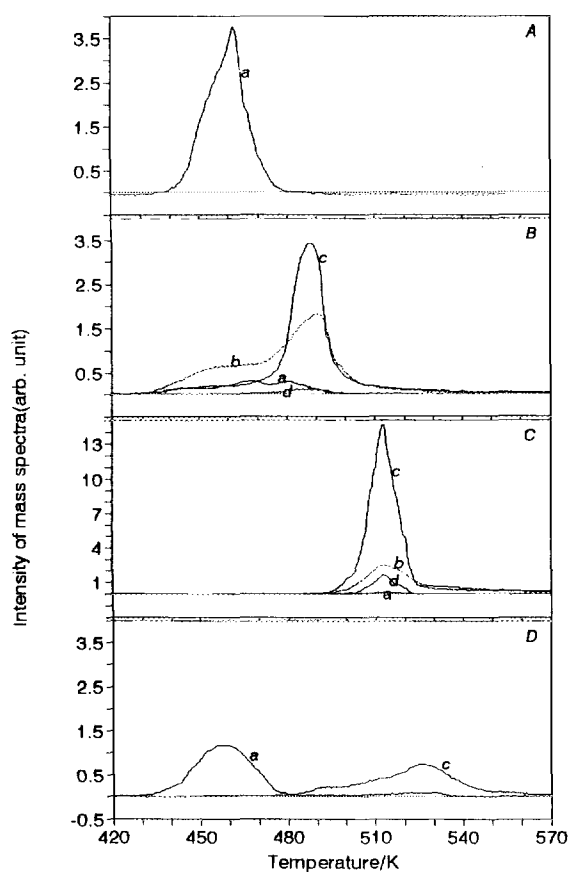 A
3.5
a
2.5
1.5
0.5
B
3.5
c
1.5
b
0.5
a
d
C
13
10
c
7
4
b
d
1
a
D
3.5
2.5
1.5
a
c
0.5
-0.5
420 450 480 510 540 570
Temperature/K
Intensity of mass spectra(arb. unit)